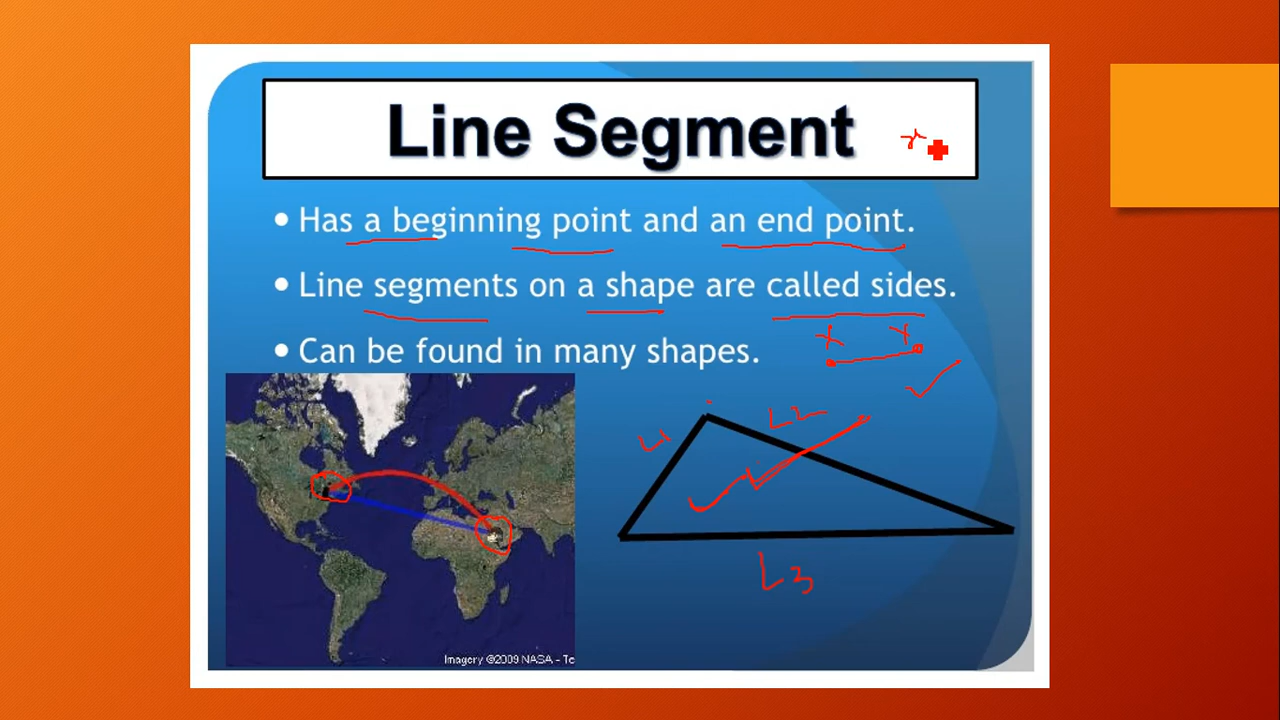 Line Segment
• Has a beginning point and an end point.
• Line segments on a shape are called sides.
X Y
• Can be found in many shapes.
L1
L2
L3
Imagery ©2009 NASA - Te